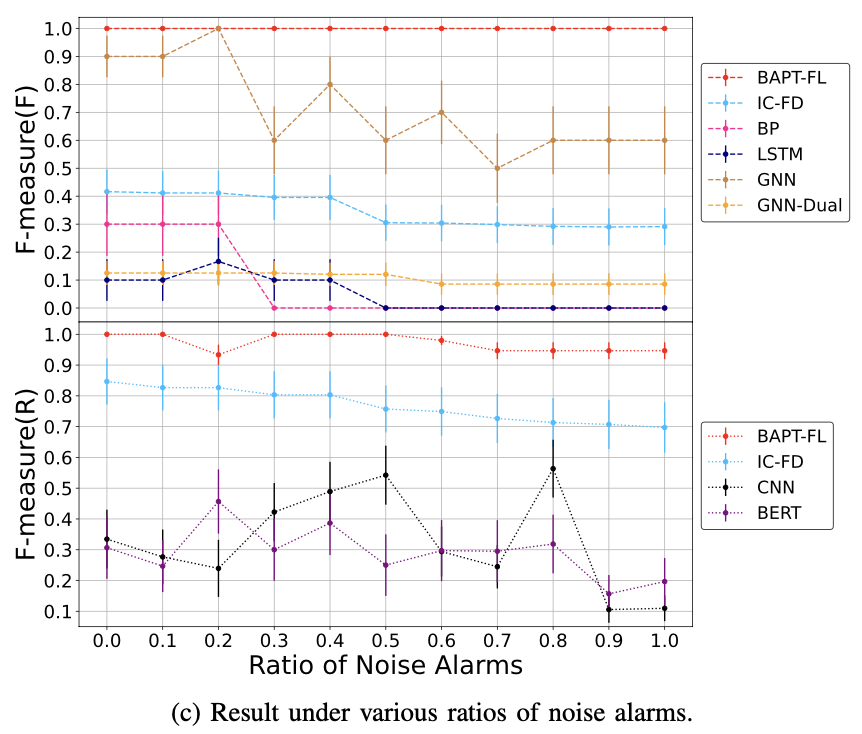 F-measure(F)
1.0
0.9
0.8
0.7
0.6
0.5
0.4
0.3
0.2
0.1
0.0
BAPT-FL
IC-FD
BP
LSTM
GNN
GNN-Dual
F-measure(R)
1.0
0.9
0.8
0.7
0.6
0.5
0.4
0.3
0.2
0.1
BAPT-FL
IC-FD
CNN
BERT
0.0 0.1 0.2 0.3 0.4 0.5 0.6 0.7 0.8 0.9 1.0
Ratio of Noise Alarms
(c) Result under various ratios of noise alarms.